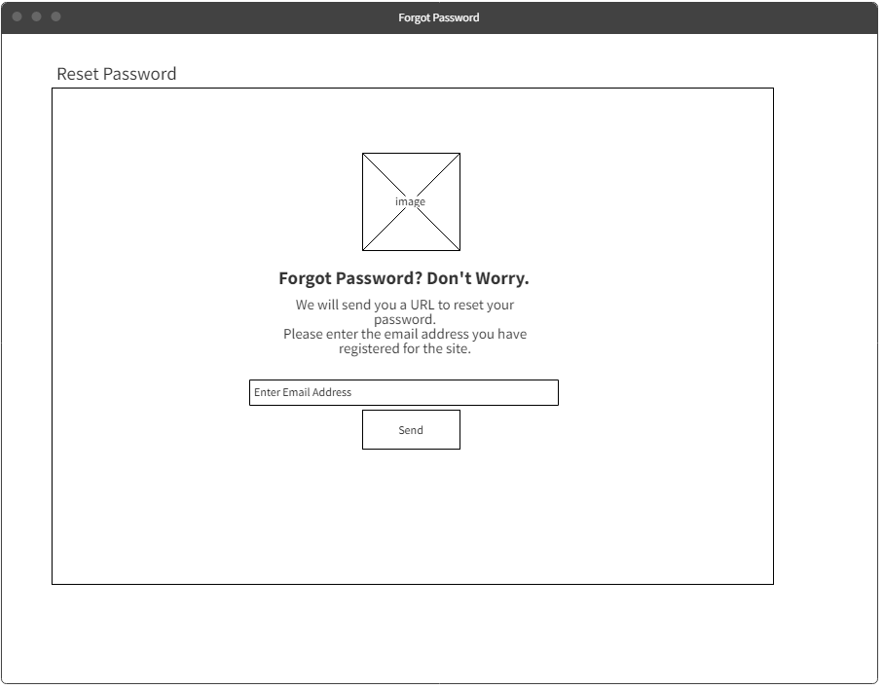 Forgot Password
Reset Password
image
Forgot Password? Don't Worry.
We will send you a URL to reset your
password.
Please enter the email address you have
registered for the site.
Enter Email Address
Send